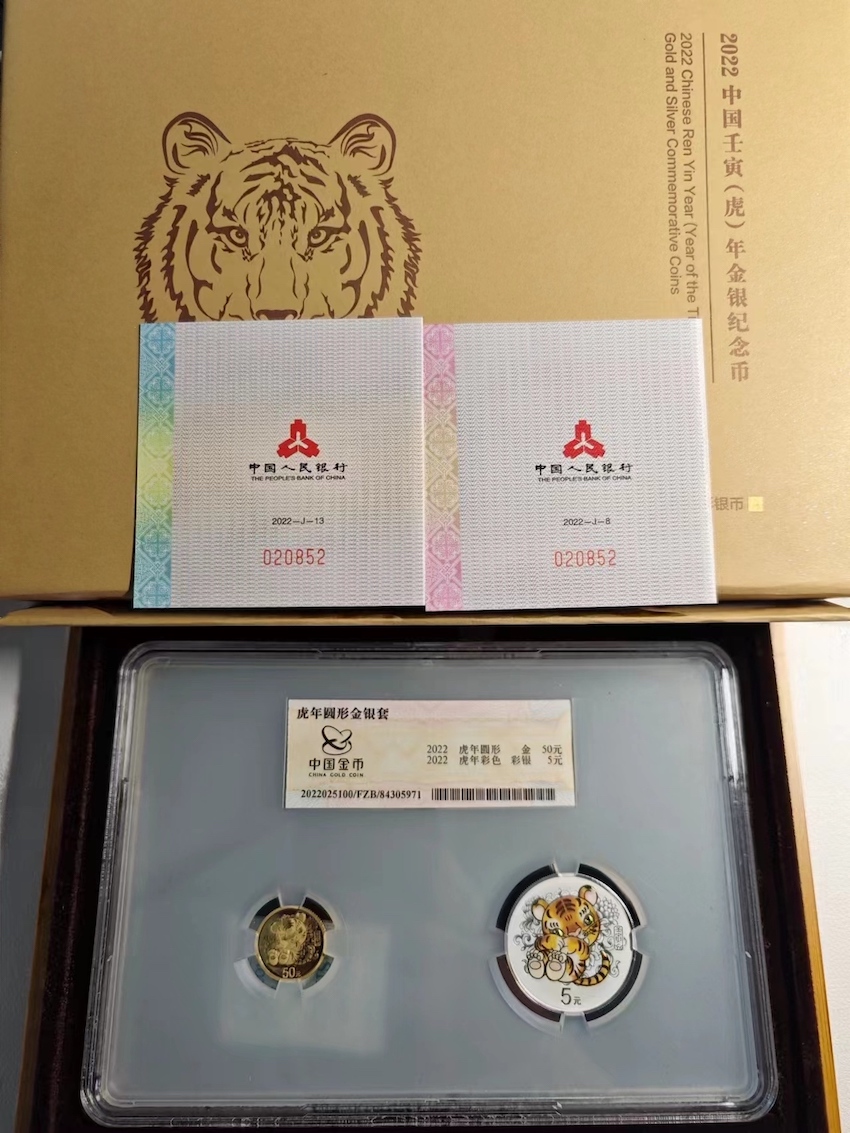 2022 中国壬寅(虎)年金银纪念币
2022 Chinese Ren Yin Year (Year of the
Gold and Silver Commemorative Coins
银币
中国人民银行
THE PEOPLE'S BANK OF CHINA
2022—J—13
020852
中国人民银行
THE PEOPLE'S BANK OF CHINA
2022—J—8
020852
虎年圆形金银套
中国金币
CHINA GOLD COIN
2022 虎年圆形 金 50元
2022 虎年彩色 彩银 5元
2022025100/FZB/84305971
50元
5元